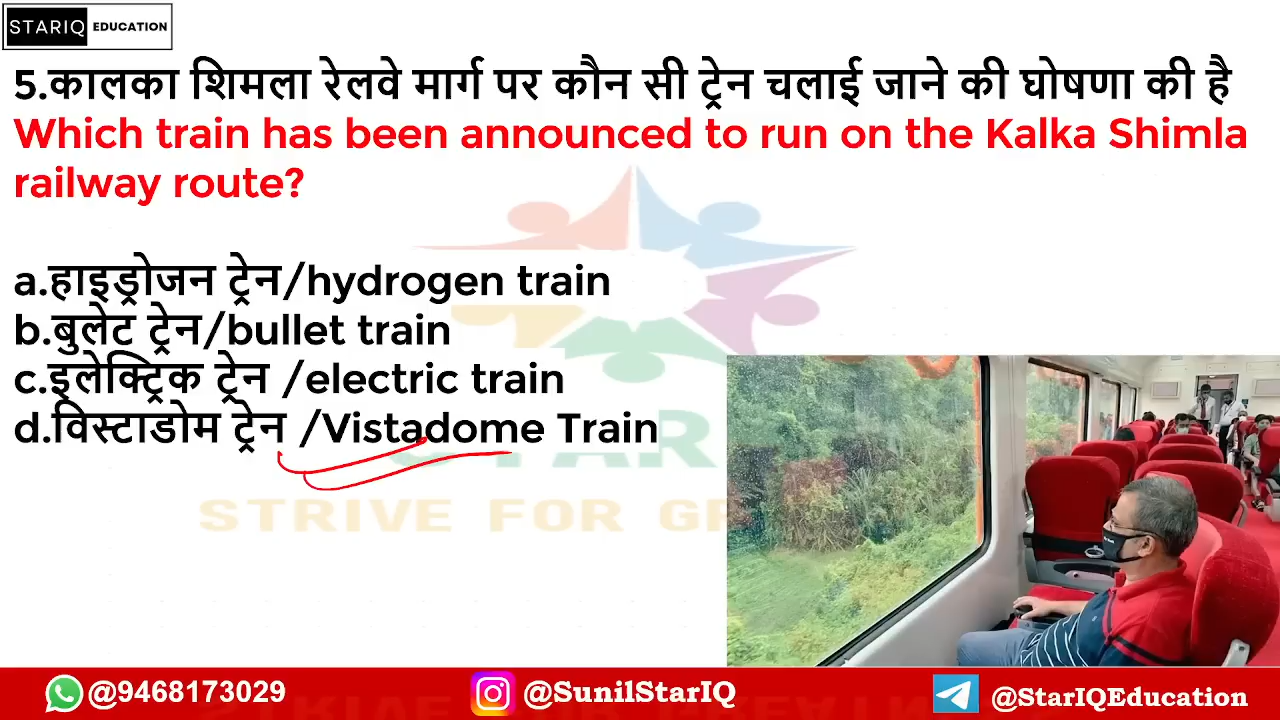 STARIQ EDUCATION
5.कालका शिमला रेलवे मार्ग पर कौन सी ट्रेन चलाई जाने की घोषणा की है
Which train has been announced to run on the Kalka Shimla
railway route?
a.हाइड्रोजन ट्रेन/hydrogen train
b.बुलेट ट्रेन/bullet train
c.इलेक्ट्रिक ट्रेन /electric train
d.विस्टाडोम ट्रेन /Vistadome Train
STAR
STRIVE FOR GR
@9468173029 @SunilStarIQ @StarIQEducation